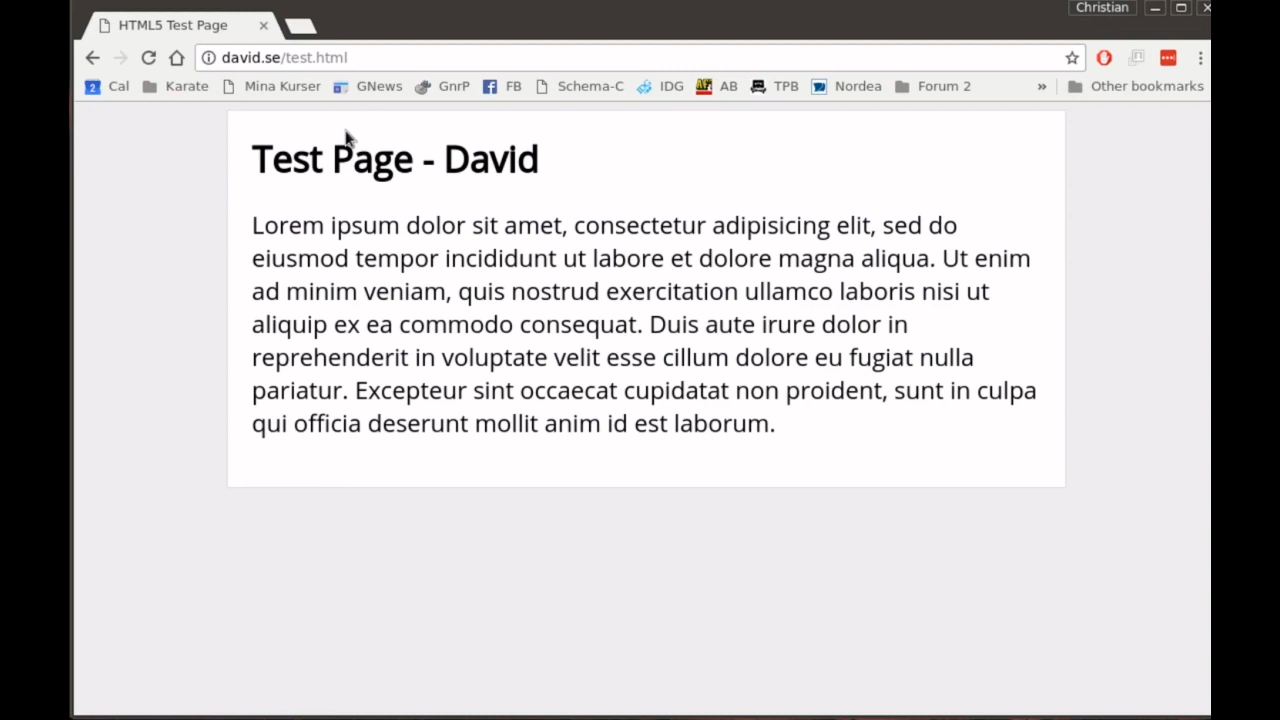 Christian
HTML5 Test Page
david.se/test.html
2 Cal Karate Mina Kurser GNews GnrP FB Schema-C IDG AB TPB Nordea Forum 2 » Other bookmarks
Test Page - David
Lorem ipsum dolor sit amet, consectetur adipisicing elit, sed do
eiusmod tempor incididunt ut labore et dolore magna aliqua. Ut enim
ad minim veniam, quis nostrud exercitation ullamco laboris nisi ut
aliquip ex ea commodo consequat. Duis aute irure dolor in
reprehenderit in voluptate velit esse cillum dolore eu fugiat nulla
pariatur. Excepteur sint occaecat cupidatat non proident, sunt in culpa
qui officia deserunt mollit anim id est laborum.